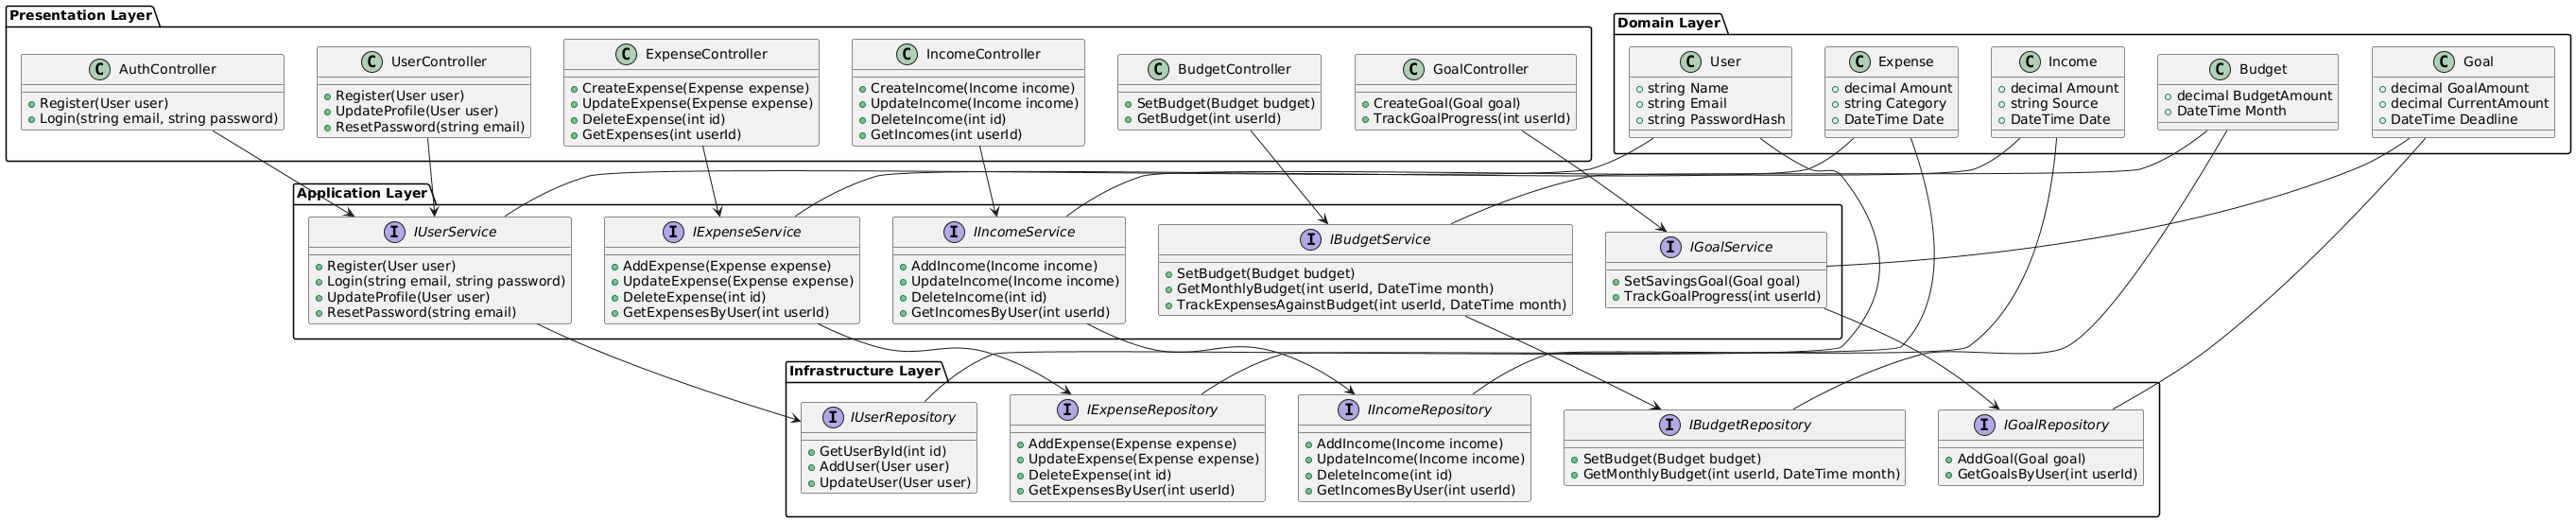 Presentation Layer
C AuthController
Register(User user)
Login(string email, string password)
C UserController
Register(User user)
UpdateProfile(User user)
ResetPassword(string email)
C ExpenseController
CreateExpense(Expense expense)
UpdateExpense(Expense expense)
DeleteExpense(int id)
GetExpenses(int userId)
C IncomeController
CreateIncome(Income income)
UpdateIncome(Income income)
DeleteIncome(int id)
GetIncomes(int userId)
C BudgetController
SetBudget(Budget budget)
GetBudget(int userId)
C GoalController
CreateGoal(Goal goal)
TrackGoalProgress(int userId)
Domain Layer
C User
string Name
string Email
string PasswordHash
C Expense
decimal Amount
string Category
DateTime Date
C Income
decimal Amount
string Source
DateTime Date
C Budget
decimal BudgetAmount
DateTime Month
C Goal
decimal GoalAmount
decimal CurrentAmount
DateTime Deadline
Application Layer
I IUserService
Register(User user)
Login(string email, string password)
UpdateProfile(User user)
ResetPassword(string email)
I IExpenseService
AddExpense(Expense expense)
UpdateExpense(Expense expense)
DeleteExpense(int id)
GetExpensesByUser(int userId)
I IIncomeService
AddIncome(Income income)
UpdateIncome(Income income)
DeleteIncome(int id)
GetIncomesByUser(int userId)
I IBudgetService
SetBudget(Budget budget)
GetMonthlyBudget(int userId, DateTime month)
TrackExpensesAgainstBudget(int userId, DateTime month)
I IGoalService
SetSavingsGoal(Goal goal)
TrackGoalProgress(int userId)
Infrastructure Layer
I IUserRepository
GetUserById(int id)
AddUser(User user)
UpdateUser(User user)
I IExpenseRepository
AddExpense(Expense expense)
UpdateExpense(Expense expense)
DeleteExpense(int id)
GetExpensesByUser(int userId)
I IIncomeRepository
AddIncome(Income income)
UpdateIncome(Income income)
DeleteIncome(int id)
GetIncomesByUser(int userId)
I IBudgetRepository
SetBudget(Budget budget)
GetMonthlyBudget(int userId, DateTime month)
I IGoalRepository
AddGoal(Goal goal)
GetGoalsByUser(int userId)